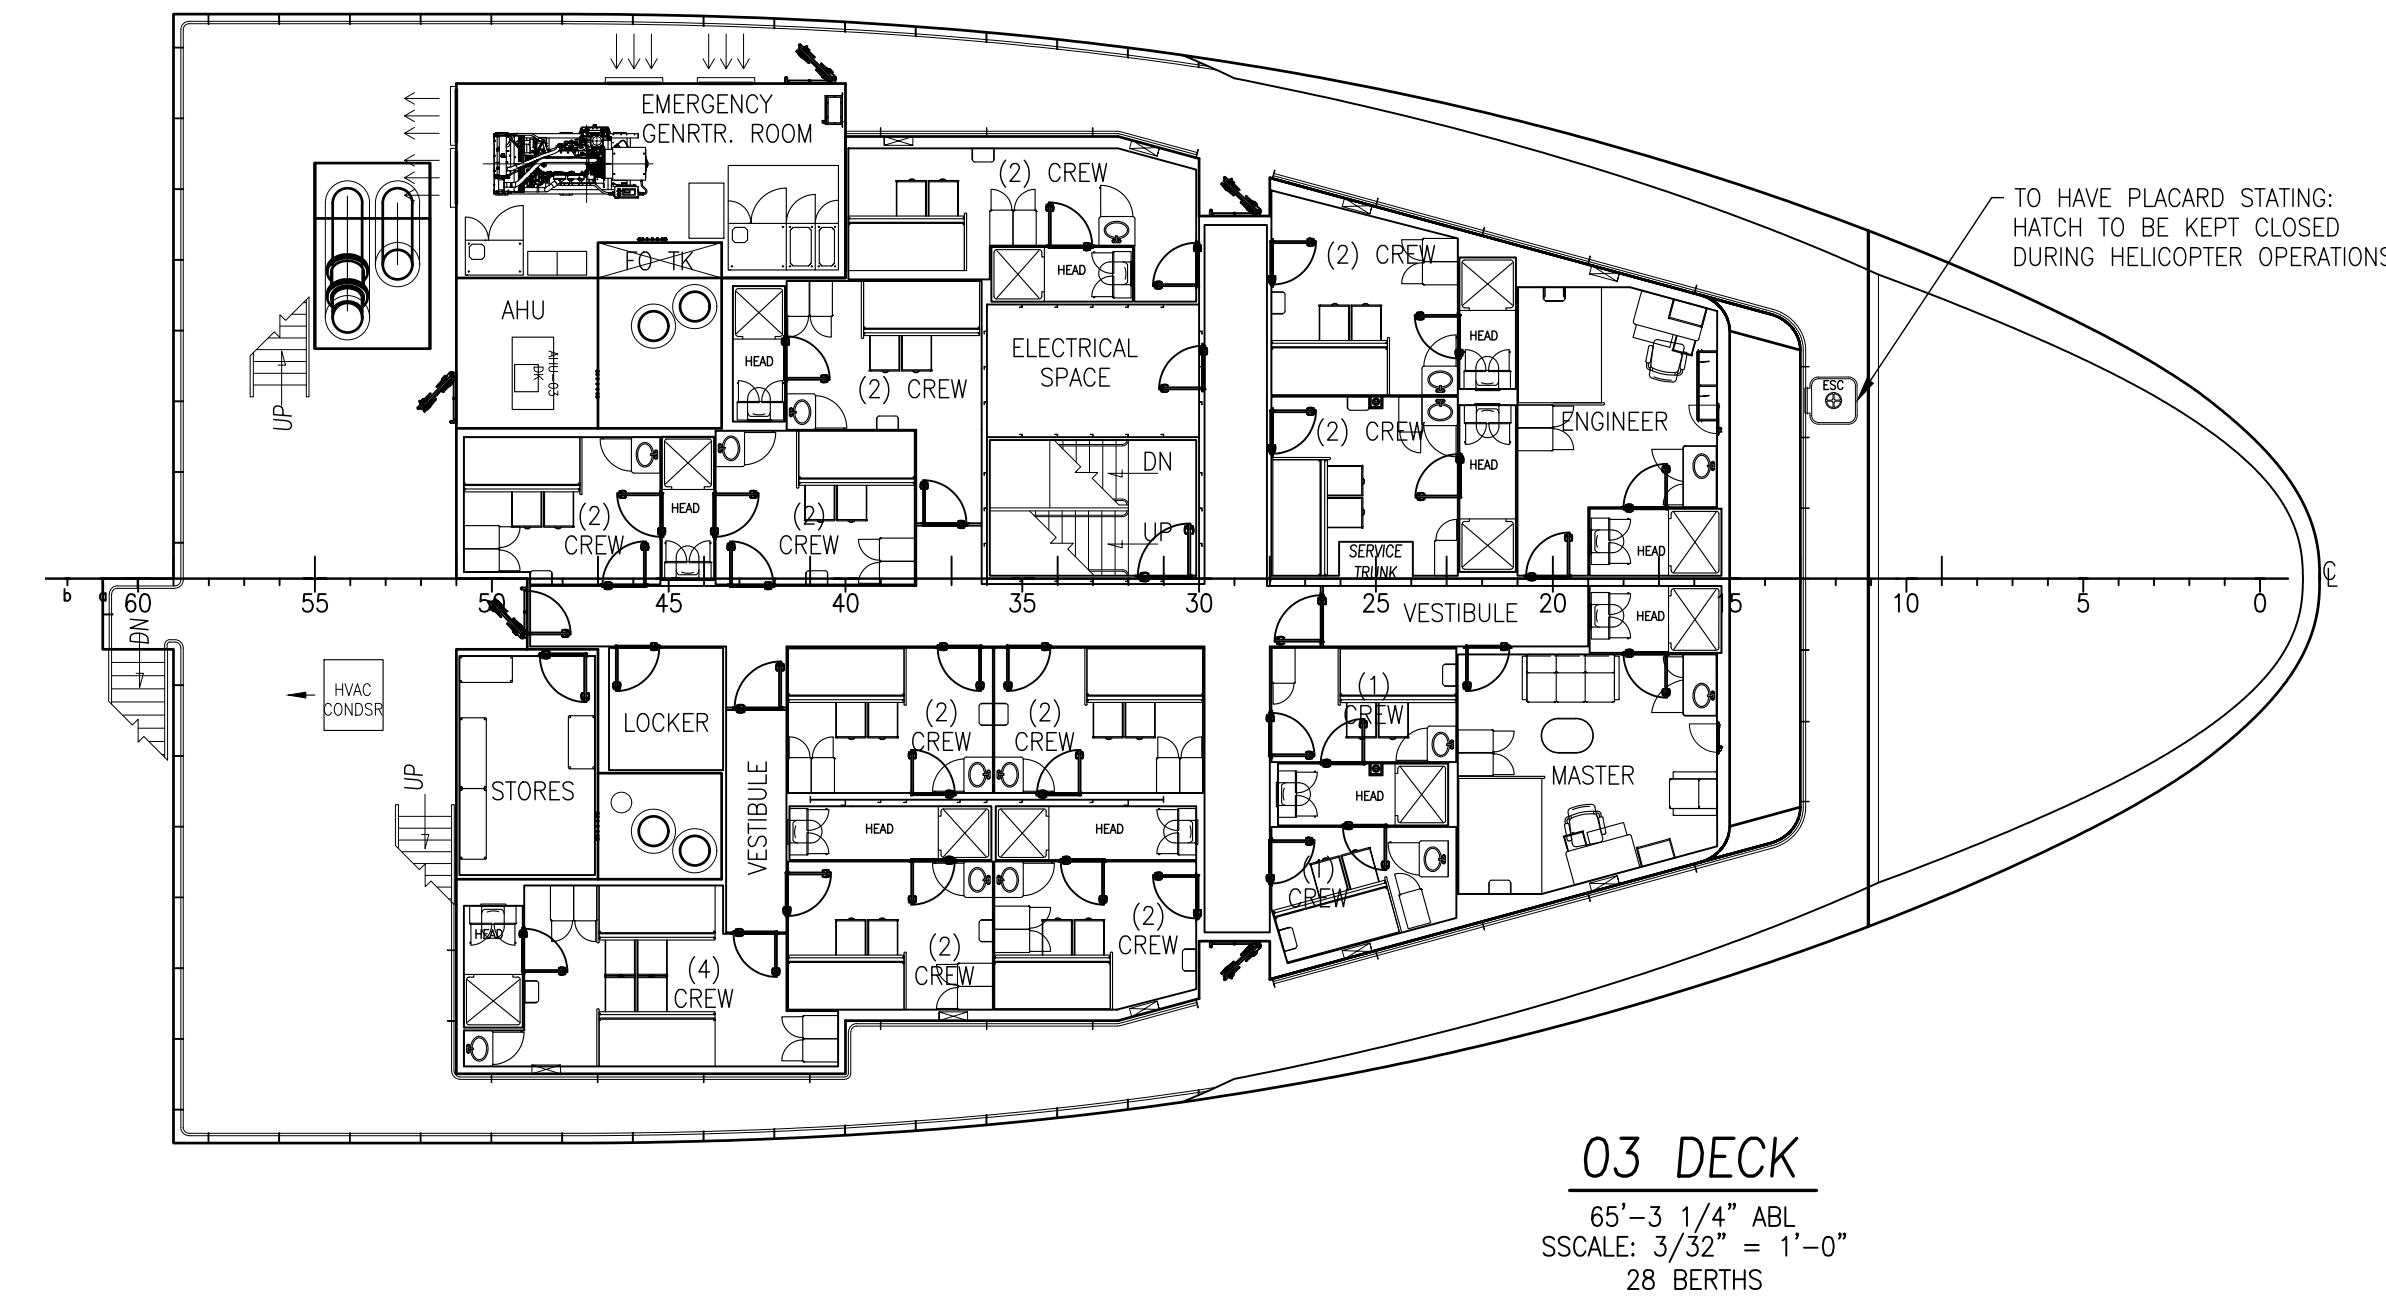 EMERGENCY
GENRTR. ROOM
(2) CREW
TO HAVE PLACARD STATING:
HATCH TO BE KEPT CLOSED
DURING HELICOPTER OPERATIONS
(2) CREW
FO TK
HEAD
AHU
AHU-03
DK
HEAD
ELECTRICAL
SPACE
HEAD
(2) CREW
ESC
UP
ENGINEER
(2) CREW
DN
HEAD
(2)
CREW
HEAD
(2)
CREW
UP
SERVICE
TRUNK
HEAD
b
a
60
55
50
45
40
35
30
25
20
15
10
5
0
CL
DN
VESTIBULE
HEAD
HVAC
CONDSR
LOCKER
(2)
CREW
(2)
CREW
(1)
CREW
UP
STORES
VESTIBULE
MASTER
HEAD
HEAD
HEAD
(1)
CREW
HEAD
(4)
CREW
(2)
CREW
(2)
CREW
03 DECK
65'-3 1/4" ABL
SSCALE: 3/32" = 1'-0"
28 BERTHS